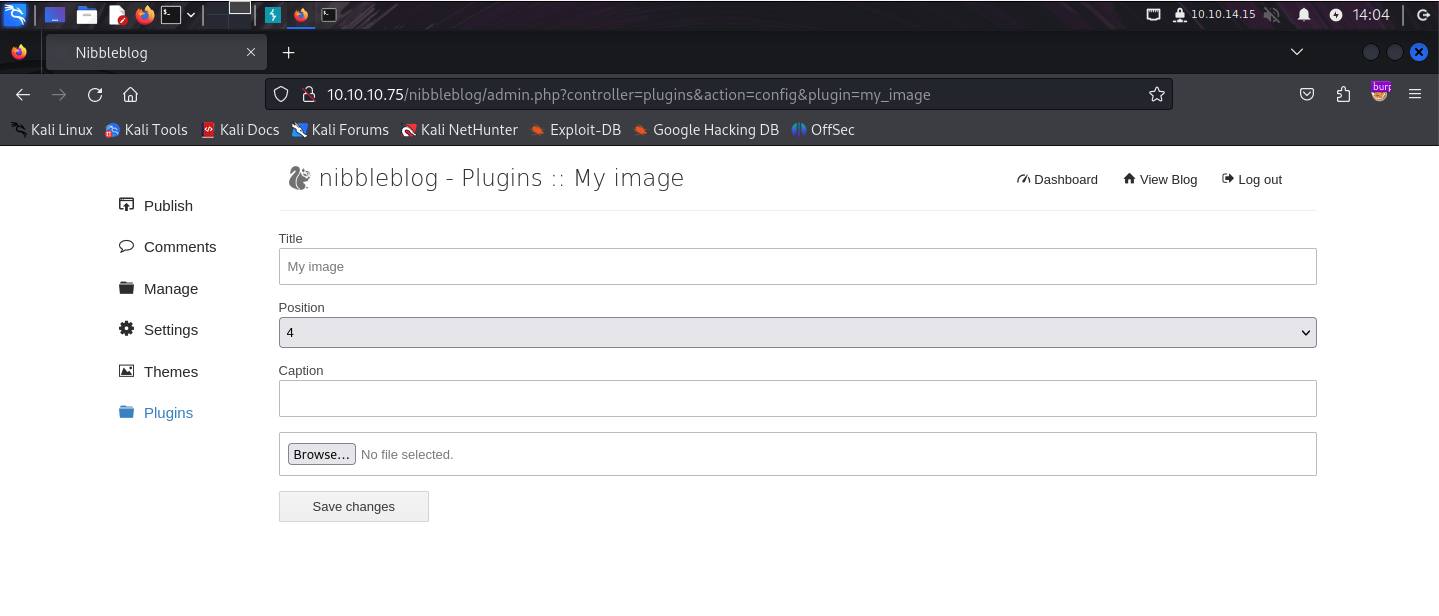 10.10.14.15 14:04
Nibbleblog
10.10.10.75/nibbleblog/admin.php?controller=plugins&action=config&plugin=my_image
burp
Kali Linux Kali Tools Kali Docs Kali Forums Kali NetHunter Exploit-DB Google Hacking DB OffSec
nibbleblog - Plugins :: My image
Dashboard View Blog Log out
Publish
Comments
Manage
Settings
Themes
Plugins
Title
My image
Position
4
Caption
Browse... No file selected.
Save changes